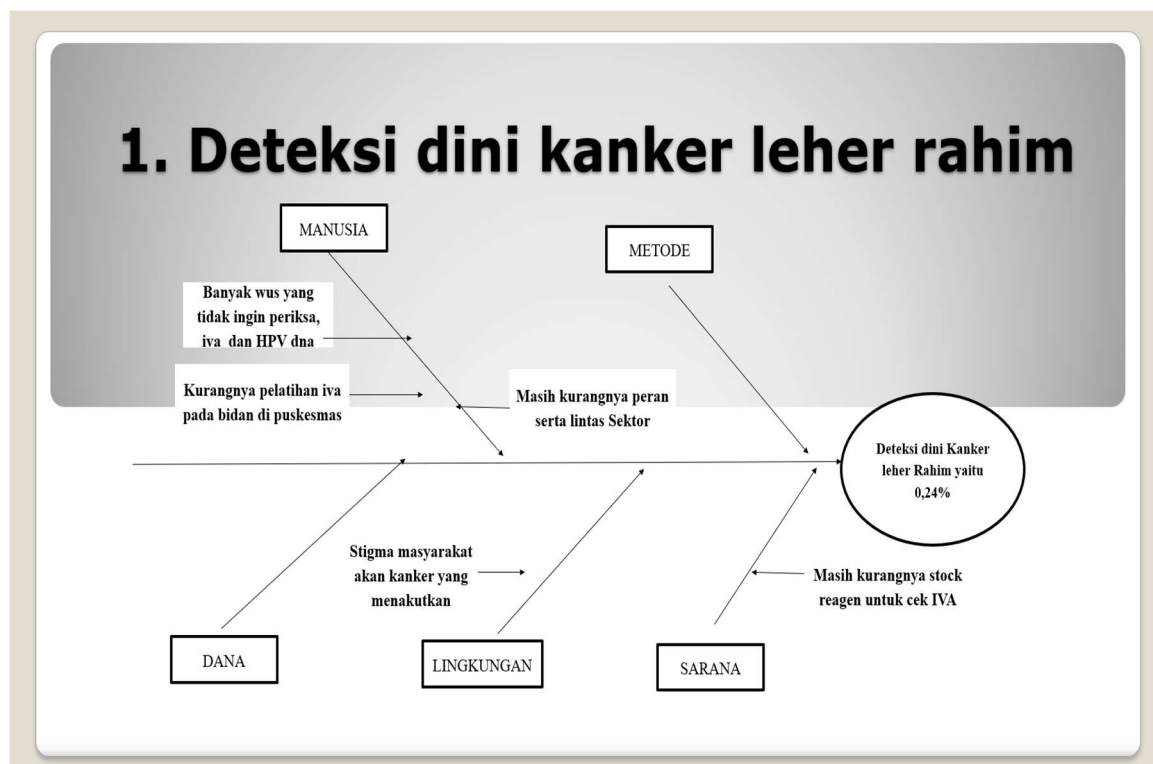 1. Deteksi dini kanker leher rahim
MANUSIA
METODE
Banyak wus yang
tidak ingin periksa,
iva dan HPV dna
Kurangnya pelatihan iva
pada bidan di puskesmas
Masih kurangnya peran
serta lintas Sektor
Deteksi dini Kanker
leher Rahim yaitu
0,24%
Stigma masyarakat
akan kanker yang
menakutkan
Masih kurangnya stock
reagen untuk cek IVA
DANA
LINGKUNGAN
SARANA